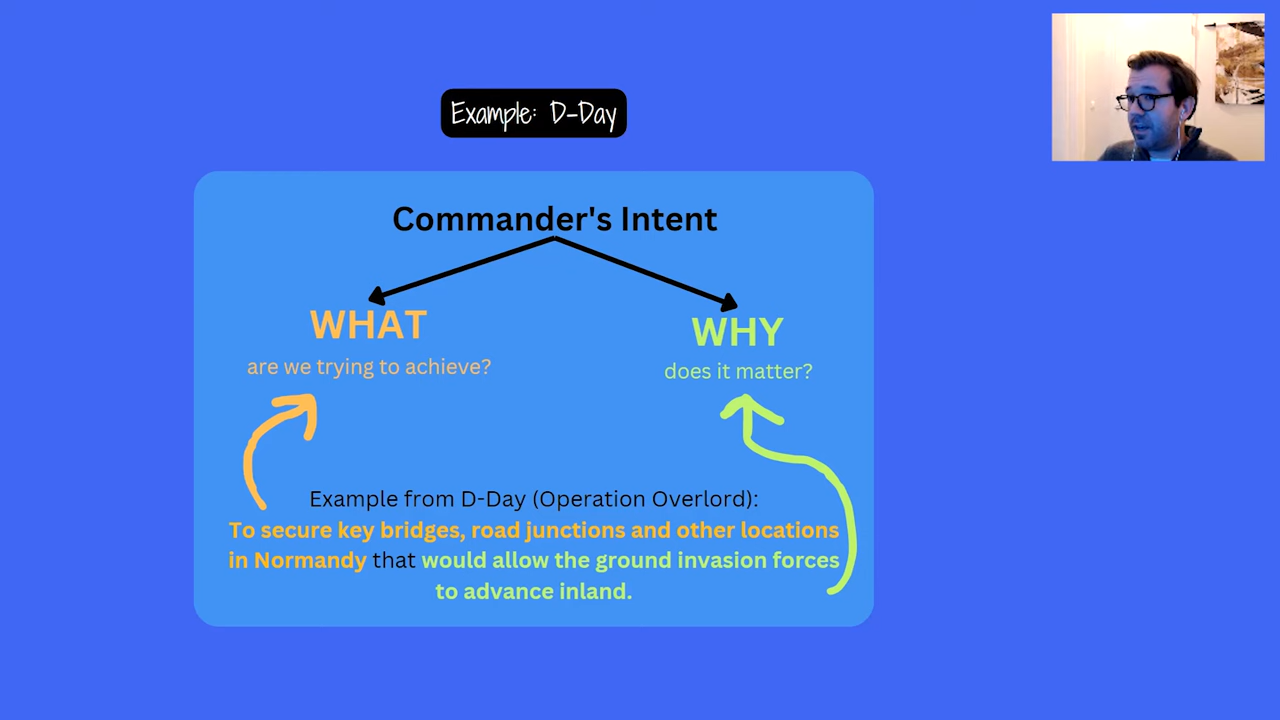 Example: D-Day
Commander's Intent
WHAT
are we trying to achieve?
WHY
does it matter?
Example from D-Day (Operation Overlord):
To secure key bridges, road junctions and other locations
in Normandy that would allow the ground invasion forces
to advance inland.